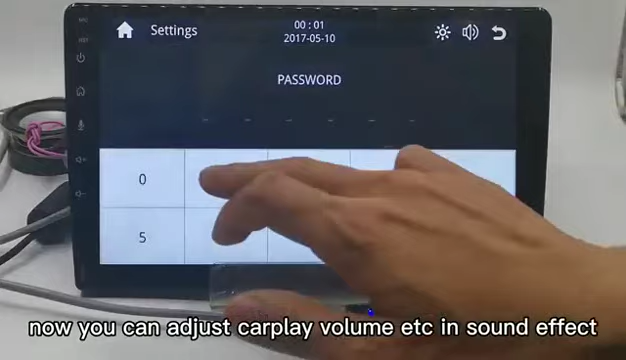 Settings
00 : 01
2017-05-10
PASSWORD
0
5
now you can adjust carplay volume etc in sound effect